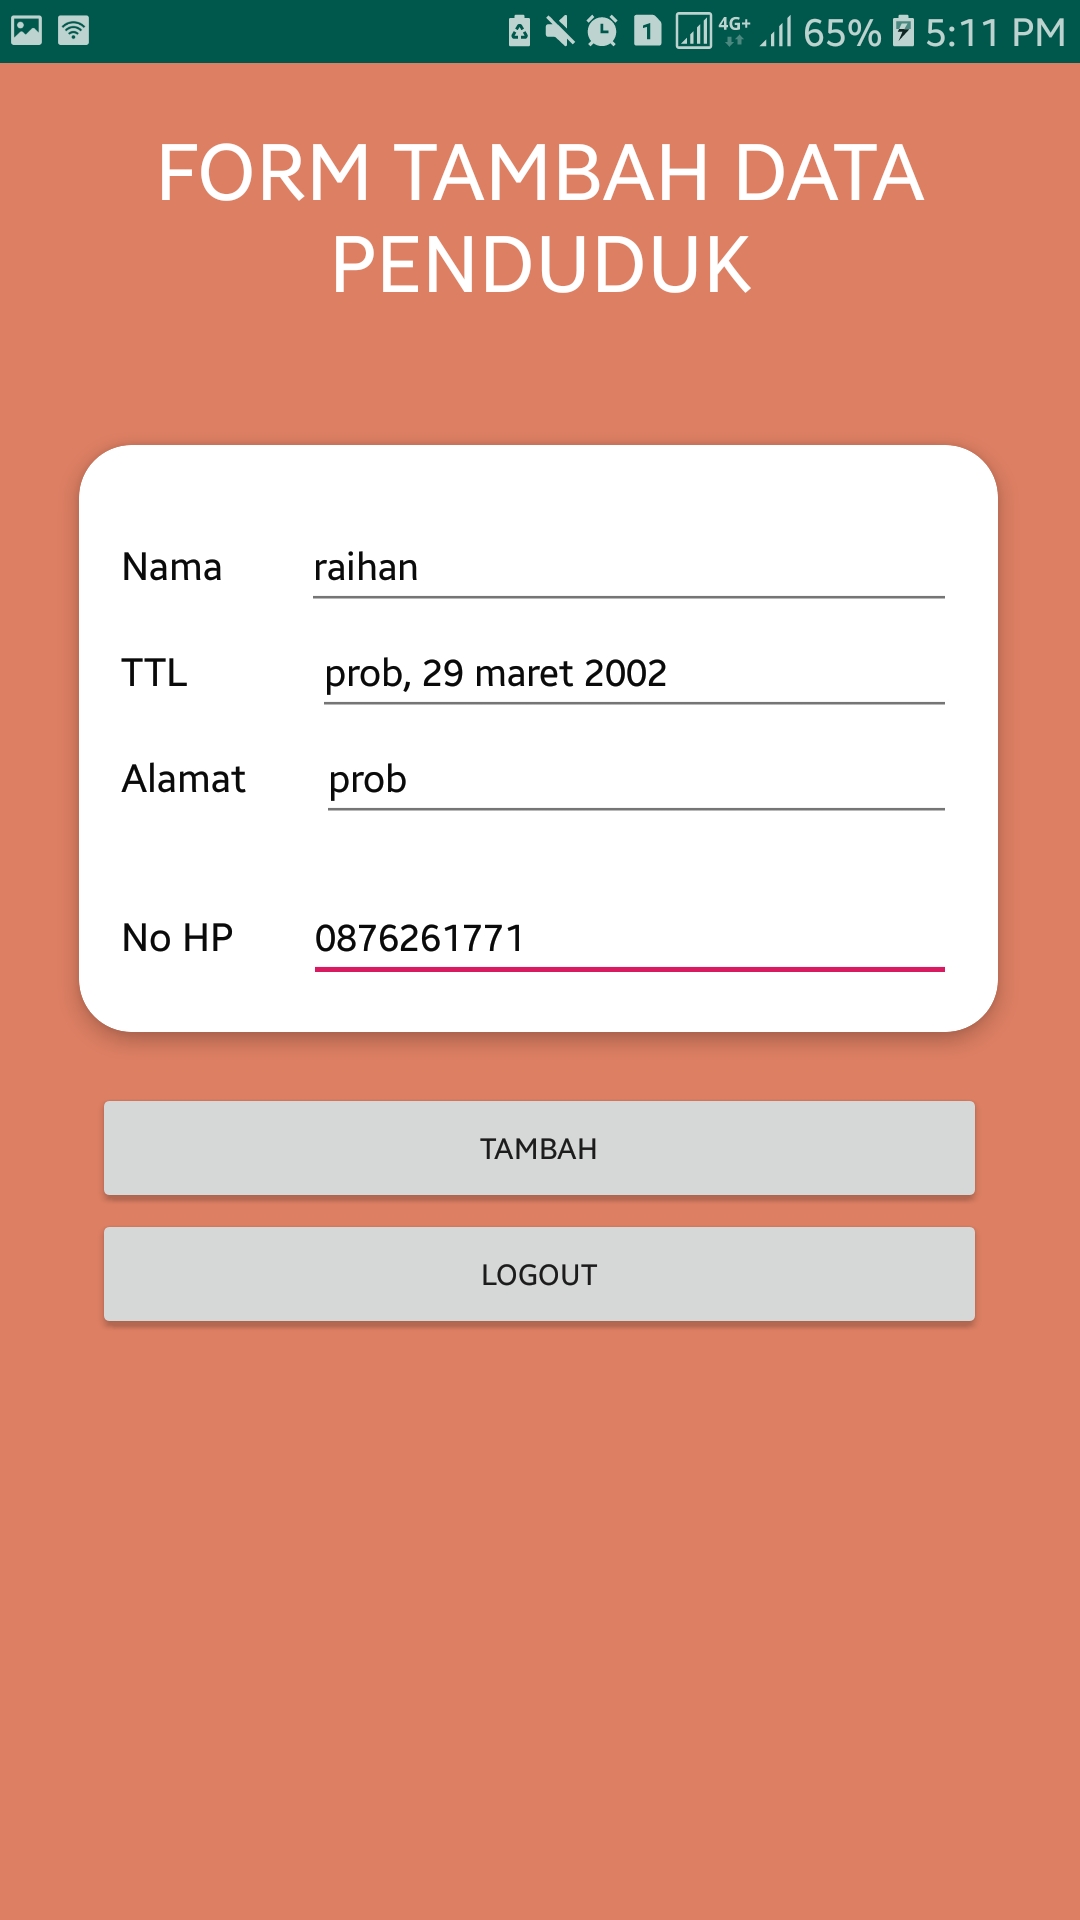 1 4G+ 65% 5:11 PM
FORM TAMBAH DATA
PENDUDUK
Nama raihan
TTL prob, 29 maret 2002
Alamat prob
No HP 0876261771
TAMBAH
LOGOUT